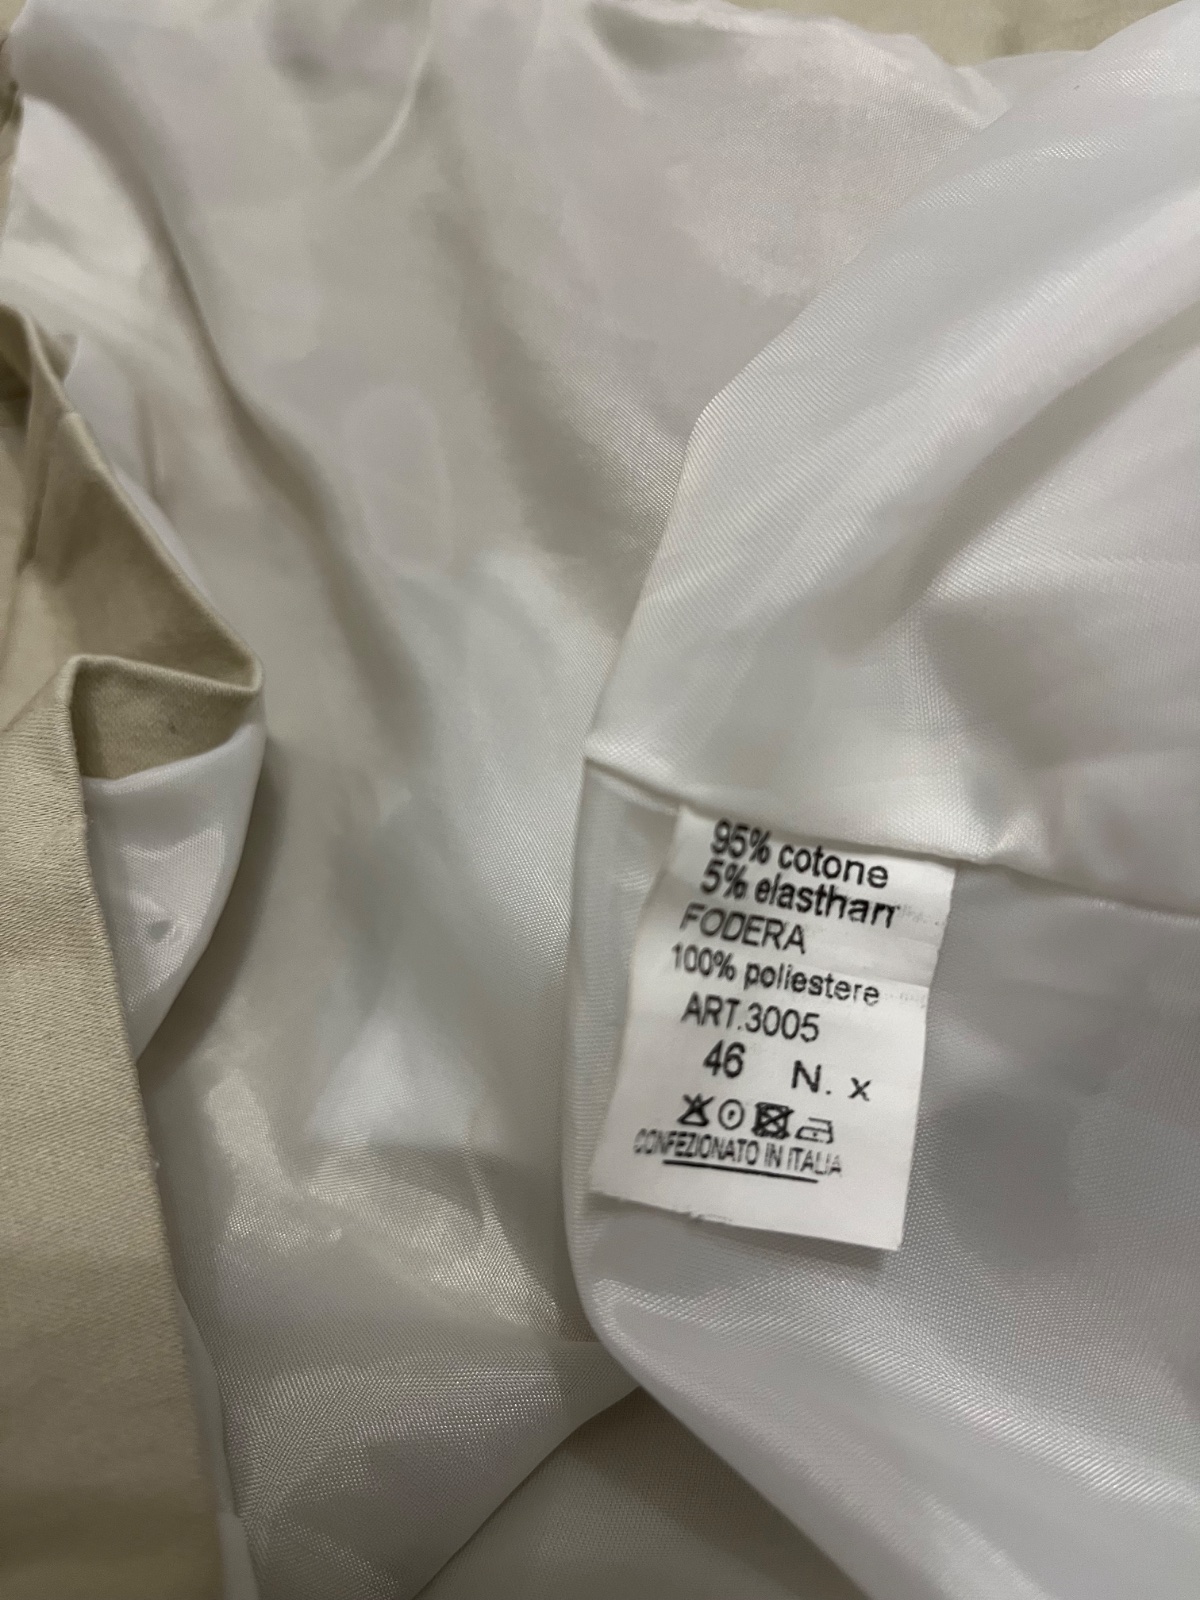 95% cotone
5% elasthan
FODERA
100% poliestere
ART.3005
46 N. x
CONFEZIONATO IN ITALIA